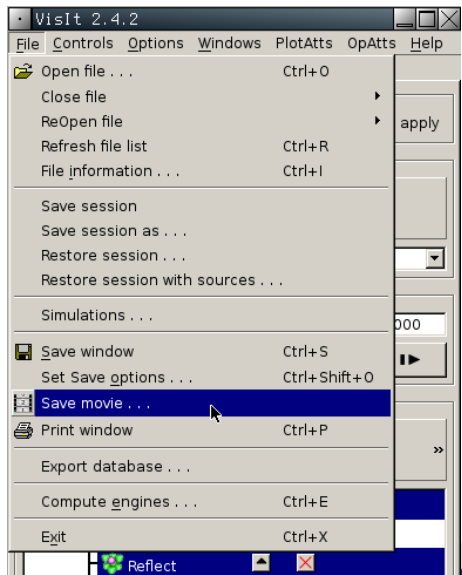 VisIt 2.4.2
File Controls Options Windows PlotAtts OpAtts Help
Open file . . . Ctrl+O
Close file
ReOpen file
apply
Refresh file list Ctrl+R
File information . . . Ctrl+I
Save session
Save session as . . .
Restore session . . .
Restore session with sources . . .
Simulations . . .
000
Save window Ctrl+S
Set Save options . . . Ctrl+Shift+O
Save movie . . .
Print window Ctrl+P
»
Export database . . .
Compute engines . . . Ctrl+E
Exit Ctrl+X
Reflect